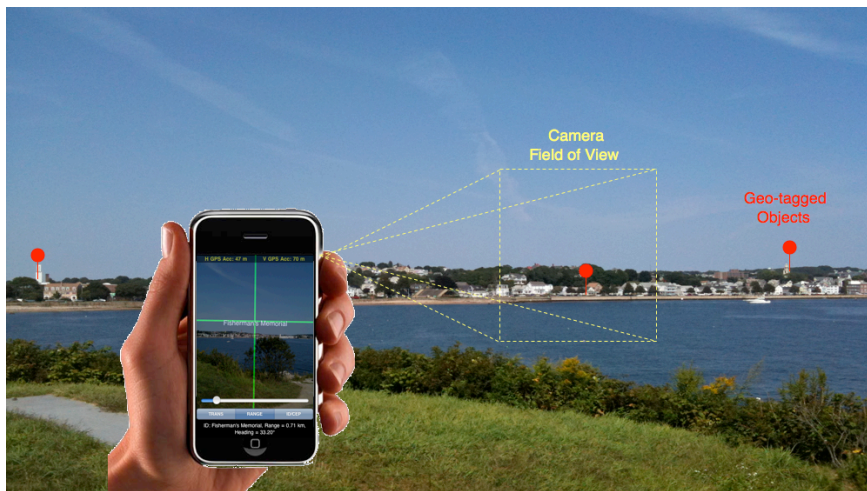 Camera
Field of View
Geo-tagged
Objects
H GPS Acc: 47 m V GPS Acc: 70 m
Fisherman's Memorial
TRANS RANGE ID/CEP
ID: Fisherman's Memorial, Range = 0.71 km,
Heading = 33.20°